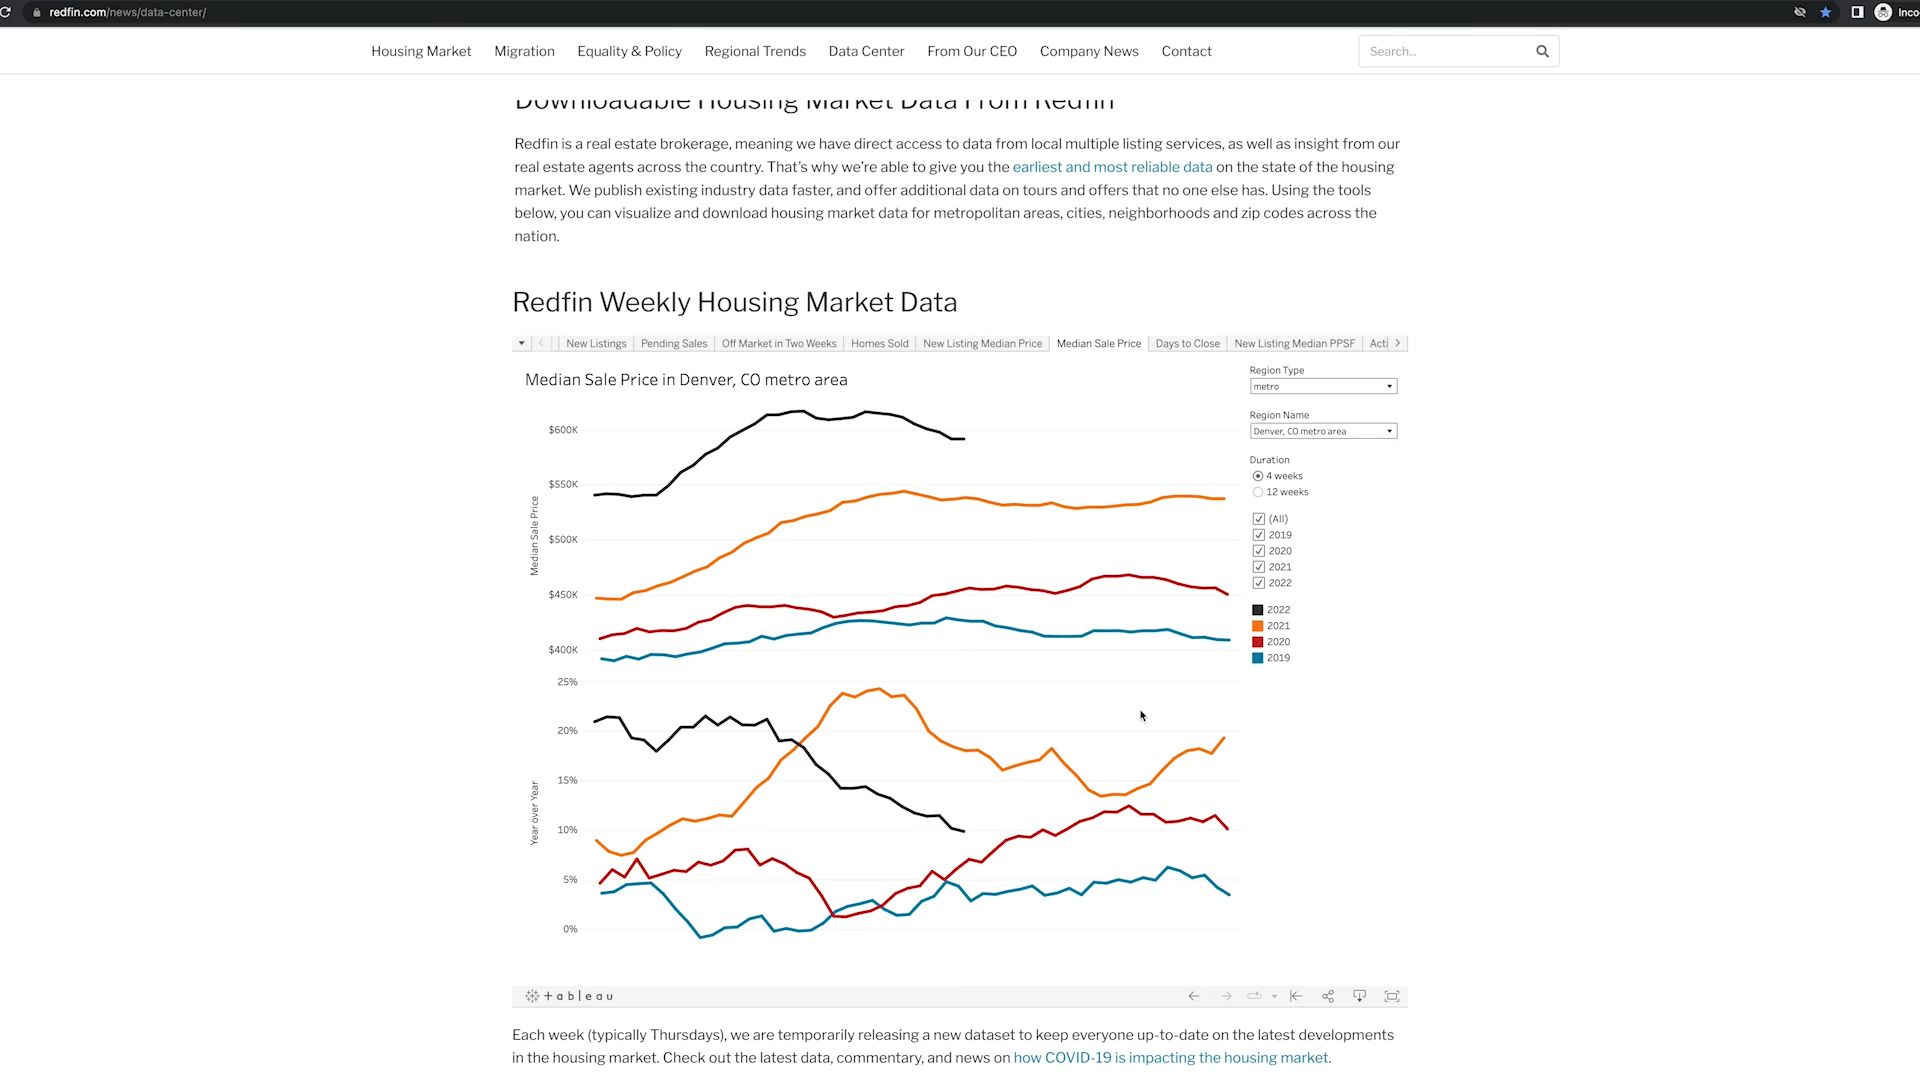 redfin.com/news/data-center/
Inco
Housing Market Migration Equality & Policy Regional Trends Data Center From Our CEO Company News Contact Search...
Downloadable Housing Market Data From Redfin
Redfin is a real estate brokerage, meaning we have direct access to data from local multiple listing services, as well as insight from our
real estate agents across the country. That's why we're able to give you the earliest and most reliable data on the state of the housing
market. We publish existing industry data faster, and offer additional data on tours and offers that no one else has. Using the tools
below, you can visualize and download housing market data for metropolitan areas, cities, neighborhoods and zip codes across the
nation.
Redfin Weekly Housing Market Data
New Listings Pending Sales Off Market in Two Weeks Homes Sold New Listing Median Price Median Sale Price Days to Close New Listing Median PPSF Acti
Median Sale Price in Denver, CO metro area
Region Type
metro
Region Name
Denver, CO metro area
Duration
4 weeks
12 weeks
(All)
2019
2020
2021
2022
2022
2021
2020
2019
Median Sale Price
$600K
$550K
$500K
$450K
$400K
Year over Year
25%
20%
15%
10%
5%
0%
+ableau
Each week (typically Thursdays), we are temporarily releasing a new dataset to keep everyone up-to-date on the latest developments
in the housing market. Check out the latest data, commentary, and news on how COVID-19 is impacting the housing market.